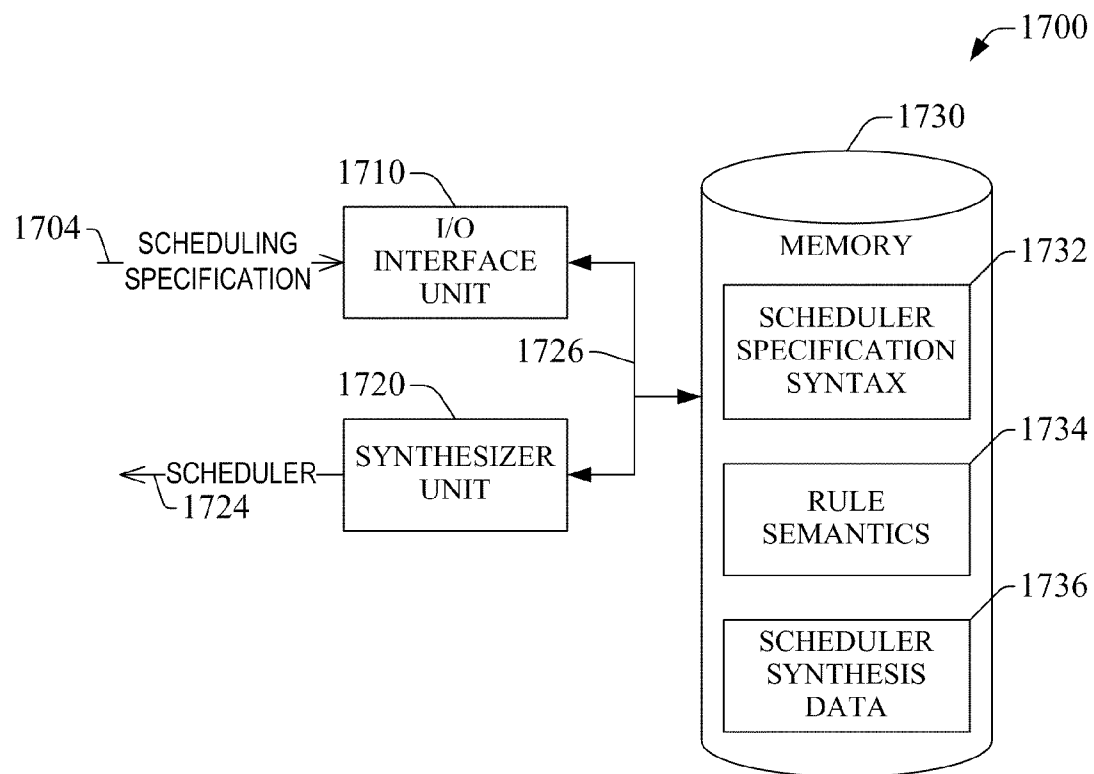 1700
1730
1710
1704
SCHEDULING
SPECIFICATION
I/O
INTERFACE
UNIT
MEMORY
1732
SCHEDULER
SPECIFICATION
SYNTAX
1726
1720
SYNTHESIZER
UNIT
SCHEDULER
1724
1734
RULE
SEMANTICS
1736
SCHEDULER
SYNTHESIS
DATA